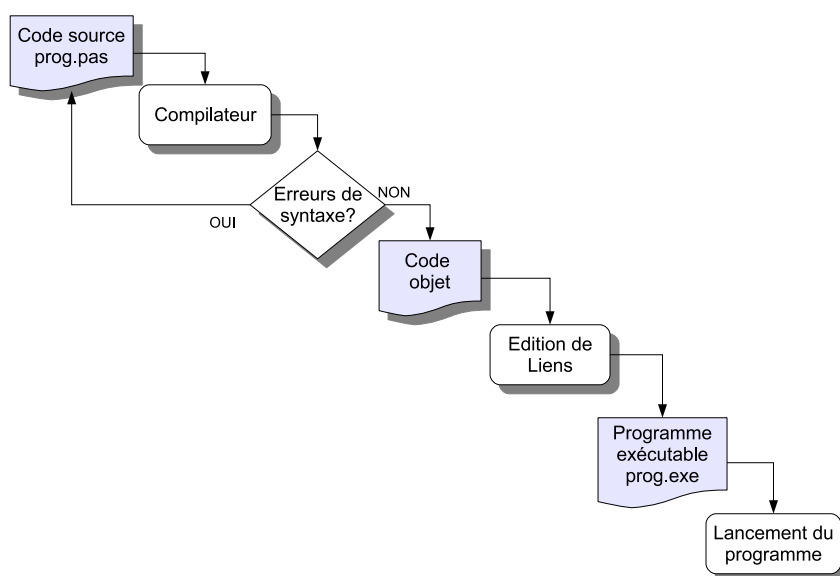 Code source
prog.pas
Compilateur
Erreurs de
syntaxe?
NON
OUI
Code
objet
Edition de
Liens
Programme
exécutable
prog.exe
Lancement du
programme